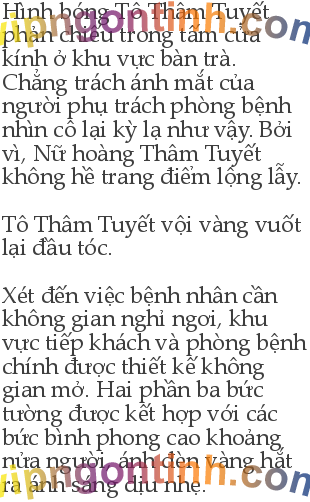 Hình bóng Tô Thâm Tuyết
phản chiếu trong tấm cửa
kính ở khu vực bàn trà.
Chẳng trách ánh mắt của
người phụ trách phòng bệnh
nhìn cô lại kỳ lạ như vậy. Bởi
vì, Nữ hoàng Thâm Tuyết
không hề trang điểm lộng lẫy.
Tô Thâm Tuyết vội vàng vuốt
lại đầu tóc.
Xét đến việc bệnh nhân cần
không gian nghỉ ngơi, khu
vực tiếp khách và phòng bệnh
chính được thiết kế không
gian mở. Hai phần ba bức
tường được kết hợp với các
bức bình phong cao khoảng
nửa người, ánh đèn vàng hắt
ra ánh sáng dịu nhẹ.
vipngontinh.com
vipngontinh.com